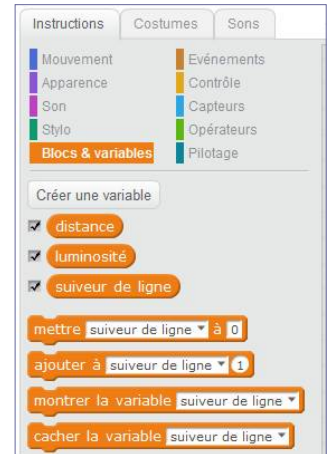 Instructions Costumes Sons
Mouvement Evénements
Apparence Contrôle
Son Capteurs
Stylo Opérateurs
Blocs & variables Pilotage
Créer une variable
distance
luminosité
suiveur de ligne
mettre suiveur de ligne à 0
ajouter à suiveur de ligne 1
montrer la variable suiveur de ligne
cacher la variable suiveur de ligne